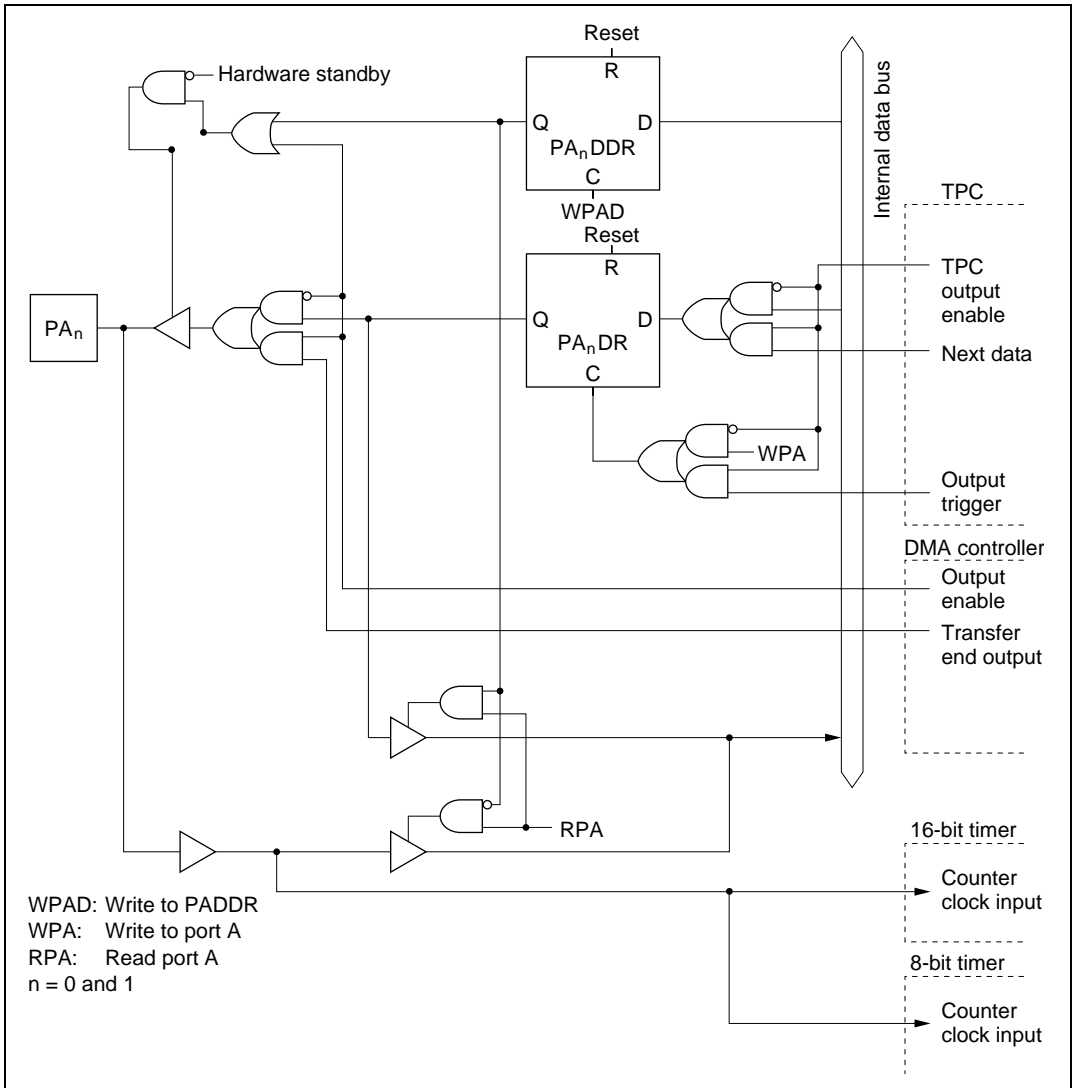 Reset
Hardware standby
R
Q
D
PAnDDR
C
WPAD
Internal data bus
TPC
Reset
R
Q
D
PAnDR
C
TPC
output
enable
Next data
WPA
Output
trigger
PAn
DMA controller
Output
enable
Transfer
end output
RPA
16-bit timer
Counter
clock input
8-bit timer
Counter
clock input
WPAD: Write to PADDR
WPA: Write to port A
RPA: Read port A
n = 0 and 1